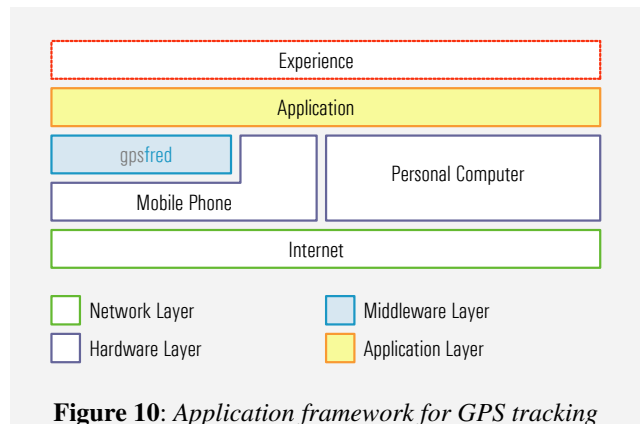 Experience
Application
gpsfred
Personal Computer
Mobile Phone
Internet
Network Layer
Middleware Layer
Hardware Layer
Application Layer
Figure 10: Application framework for GPS tracking